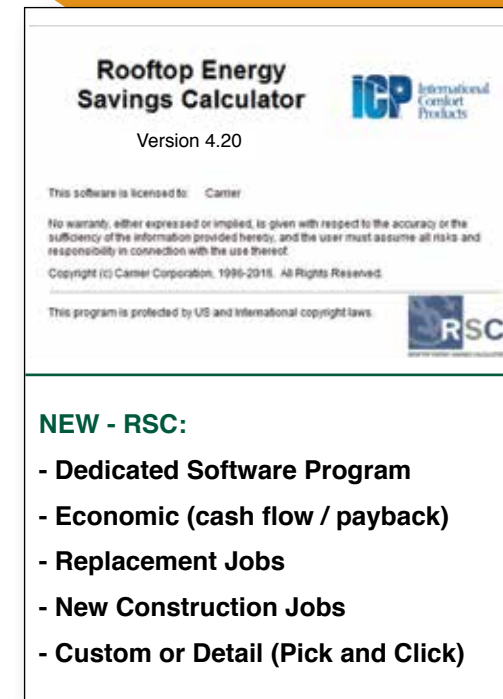 Rooftop Energy
Savings Calculator
ICP International
Comfort
Products
Version 4.20
This software is licensed to: Carrier
No warranty, either expressed or implied, is given with respect to the accuracy or the
sufficiency of the information provided hereby, and the user must assume all risks and
responsibility in connection with the use thereof.
Copyright (c) Carrier Corporation, 1996-2016. All Rights Reserved.
This program is protected by US and International copyright laws.
RSC
NEW - RSC:
- Dedicated Software Program
- Economic (cash flow / payback)
- Replacement Jobs
- New Construction Jobs
- Custom or Detail (Pick and Click)